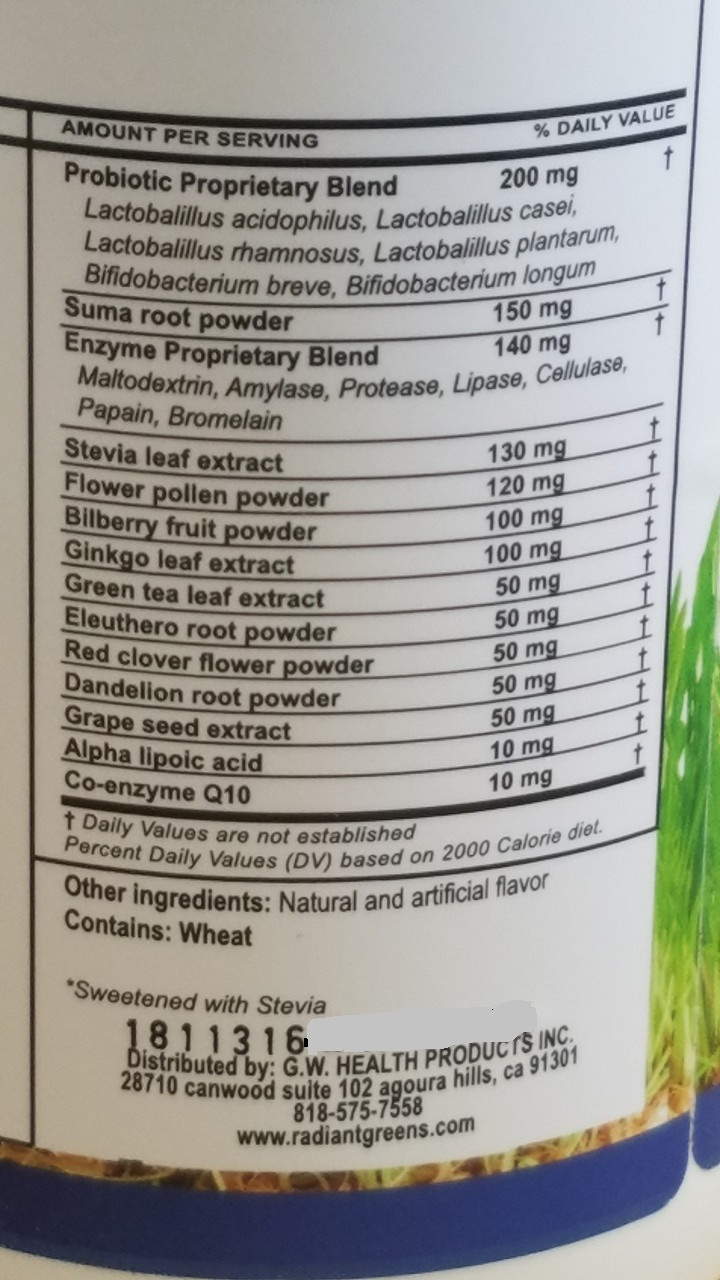 AMOUNT PER SERVING % DAILY VALUE
Probiotic Proprietary Blend 200 mg †
Lactobalillus acidophilus, Lactobalillus casei,
Lactobalillus rhamnosus, Lactobalillus plantarum,
Bifidobacterium breve, Bifidobacterium longum
Suma root powder 150 mg †
Enzyme Proprietary Blend 140 mg †
Maltodextrin, Amylase, Protease, Lipase, Cellulase,
Papain, Bromelain
Stevia leaf extract 130 mg †
Flower pollen powder 120 mg †
Bilberry fruit powder 100 mg †
Ginkgo leaf extract 100 mg †
Green tea leaf extract 50 mg †
Eleuthero root powder 50 mg †
Red clover flower powder 50 mg †
Dandelion root powder 50 mg †
Grape seed extract 50 mg †
Alpha lipoic acid 10 mg †
Co-enzyme Q10 10 mg †
† Daily Values are not established
Percent Daily Values (DV) based on 2000 Calorie diet.
Other ingredients: Natural and artificial flavor
Contains: Wheat
*Sweetened with Stevia
1811316
Distributed by: G.W. HEALTH PRODUCTS INC.
28710 canwood suite 102 agoura hills, ca 91301
818-575-7558
www.radiantgreens.com